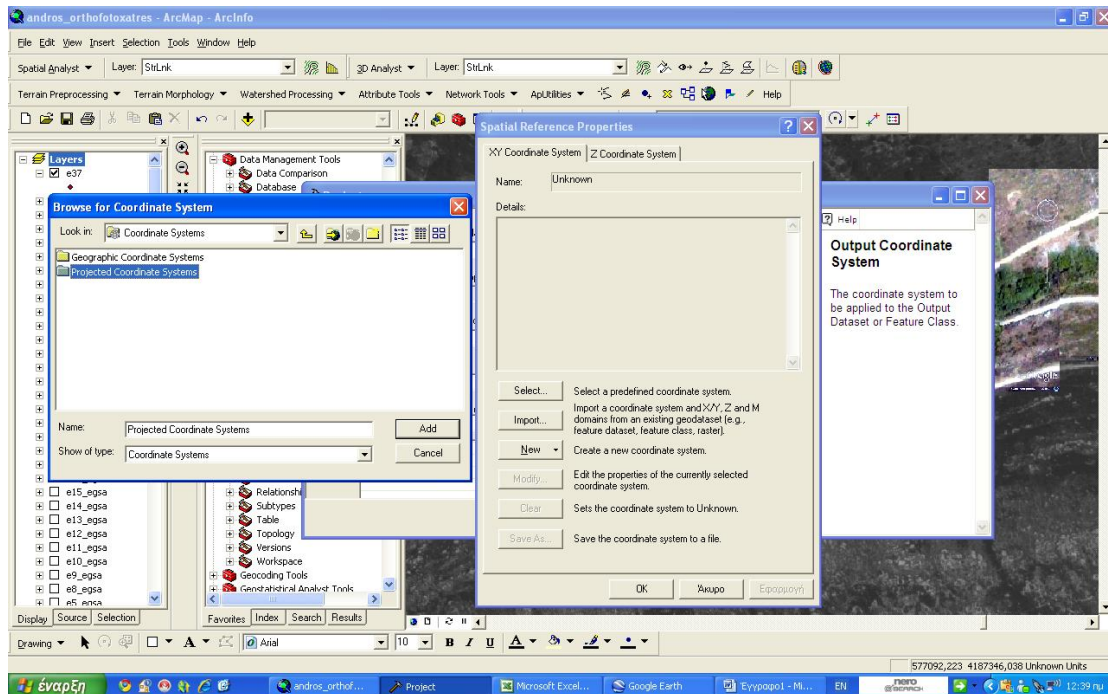 andros_orthofotoxatres - ArcMap - ArcInfo
File Edit View Insert Selection Tools Window Help
Spatial Analyst Layer: StrLnk 3D Analyst Layer: StrLnk
Terrain Preprocessing Terrain Morphology Watershed Processing Attribute Tools Network Tools ApUtilities Help
Layers
e37
Data Management Tools
Data Comparison
Database
Browse for Coordinate System
Look in: Coordinate Systems
Geographic Coordinate Systems
Projected Coordinate Systems
Name: Projected Coordinate Systems Add
Show of type: Coordinate Systems Cancel
e15_egsa
e14_egsa
e13_egsa
e12_egsa
e11_egsa
e10_egsa
e9_egsa
e8_egsa
e5_egsa
Relationshi
Subtypes
Table
Topology
Versions
Workspace
Geocoding Tools
Geostatistical Analyst Tools
Display Source Selection
Favorites Index Search Results
Spatial Reference Properties
XY Coordinate System Z Coordinate System
Name: Unknown
Details:
Select... Select a predefined coordinate system.
Import... Import a coordinate system and X/Y, Z and M
domains from an existing geodataset (e.g.,
feature dataset, feature class, raster).
New Create a new coordinate system.
Modify... Edit the properties of the currently selected
coordinate system.
Clear Sets the coordinate system to Unknown.
Save As... Save the coordinate system to a file.
OK Άκυρο Εφαρμογή
Help
Output Coordinate
System
The coordinate system to
be applied to the Output
Dataset or Feature Class.
Drawing A Arial 10 B I U A
577092,223 4187346,038 Unknown Units
έναρξη andros_orthof... Project Microsoft Excel... Google Earth Έγγραφο1 - Mi... EN nero SEARCH 12:39 πμ